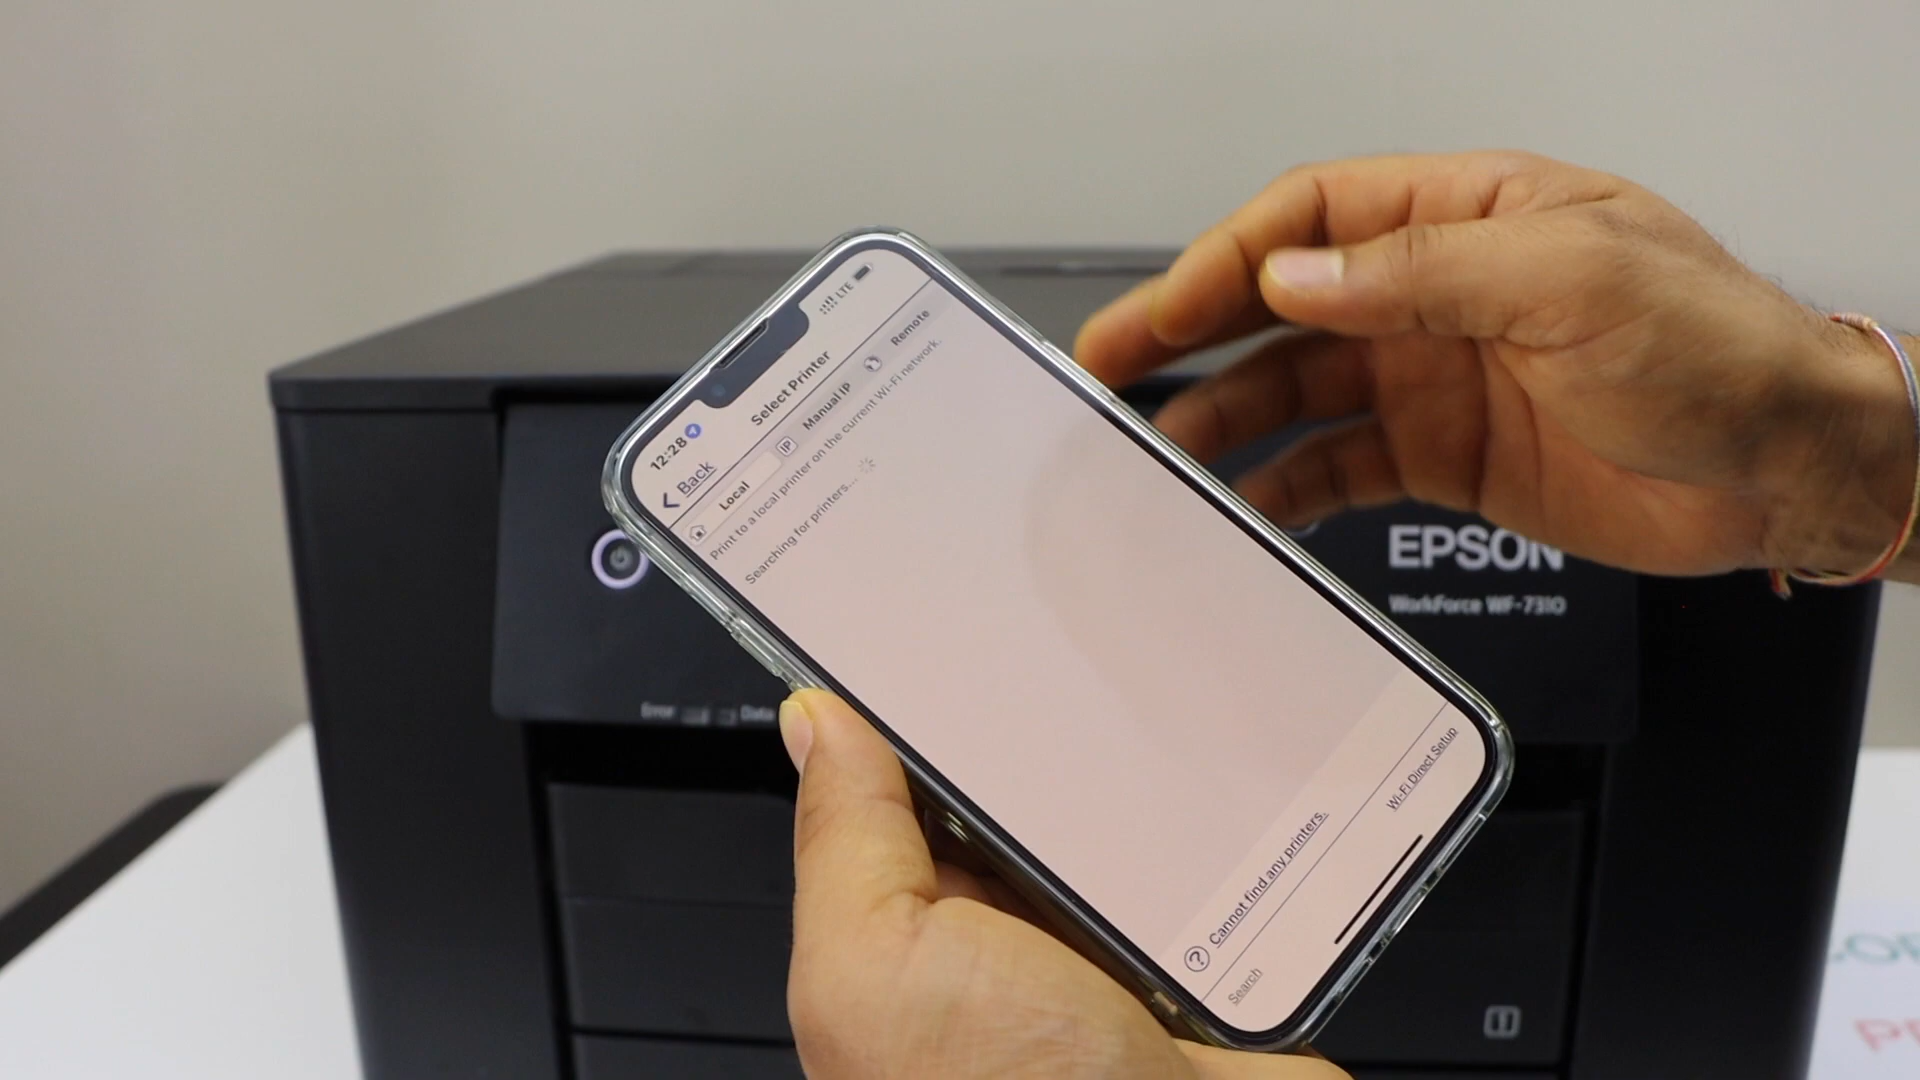 12:28
LTE
Back
Select Printer
Local
IP Manual IP
Remote
Print to a local printer on the current Wi-Fi network.
Searching for printers...
? Cannot find any printers.
Search
Wi-Fi Direct Setup
EPSON
WorkForce WF-7310
Error
Data